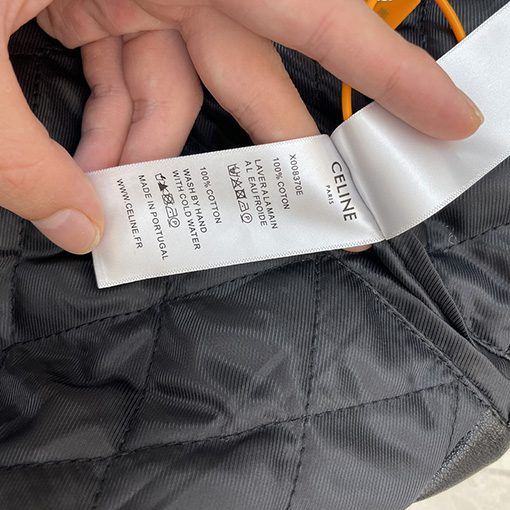 CELINE
PARIS
X008370E
100% COTON
LAVER A LA MAIN
A L EAU FROIDE
100% COTTON
WASH BY HAND
WITH COLD WATER
MADE IN PORTUGAL
WWW.CELINE.FR